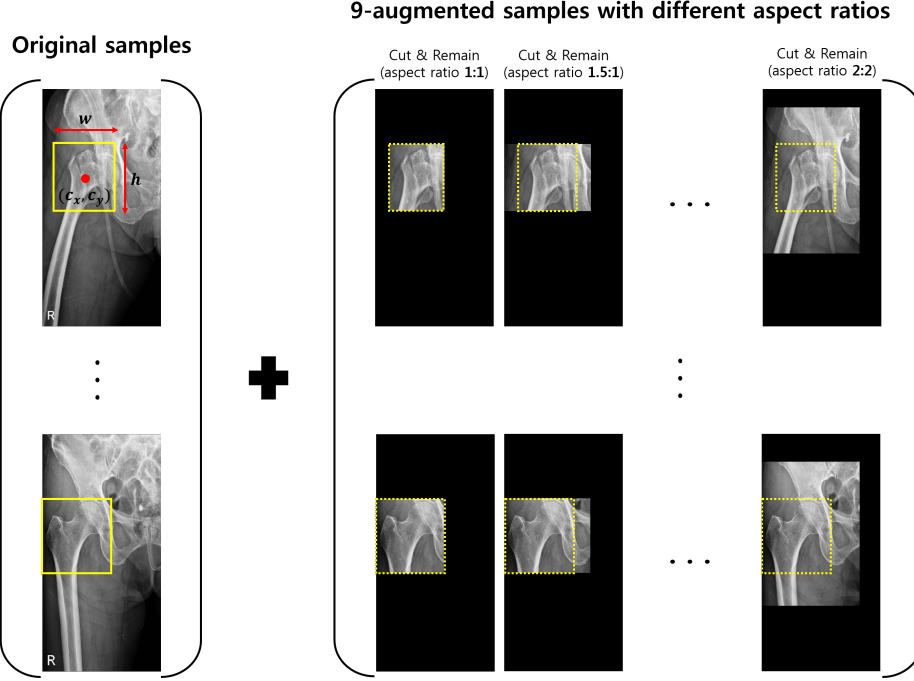 9-augmented samples with different aspect ratios
Original samples
Cut & Remain
(aspect ratio 1:1)
Cut & Remain
(aspect ratio 1.5:1)
Cut & Remain
(aspect ratio 2:2)
w
h
(cₓ, cᵧ)
R
. . .
. . .
R